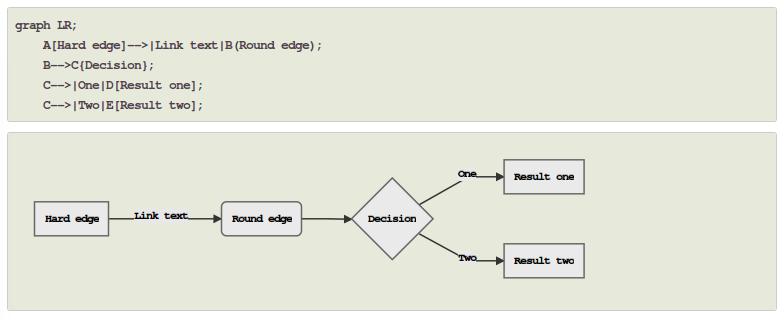 graph LR;
A[Hard edge]-->|Link text|B(Round edge);
B-->C{Decision};
C-->|One|D[Result one];
C-->|Two|E[Result two];
One
Result one
Hard edge
Link text
Round edge
Decision
Two
Result two